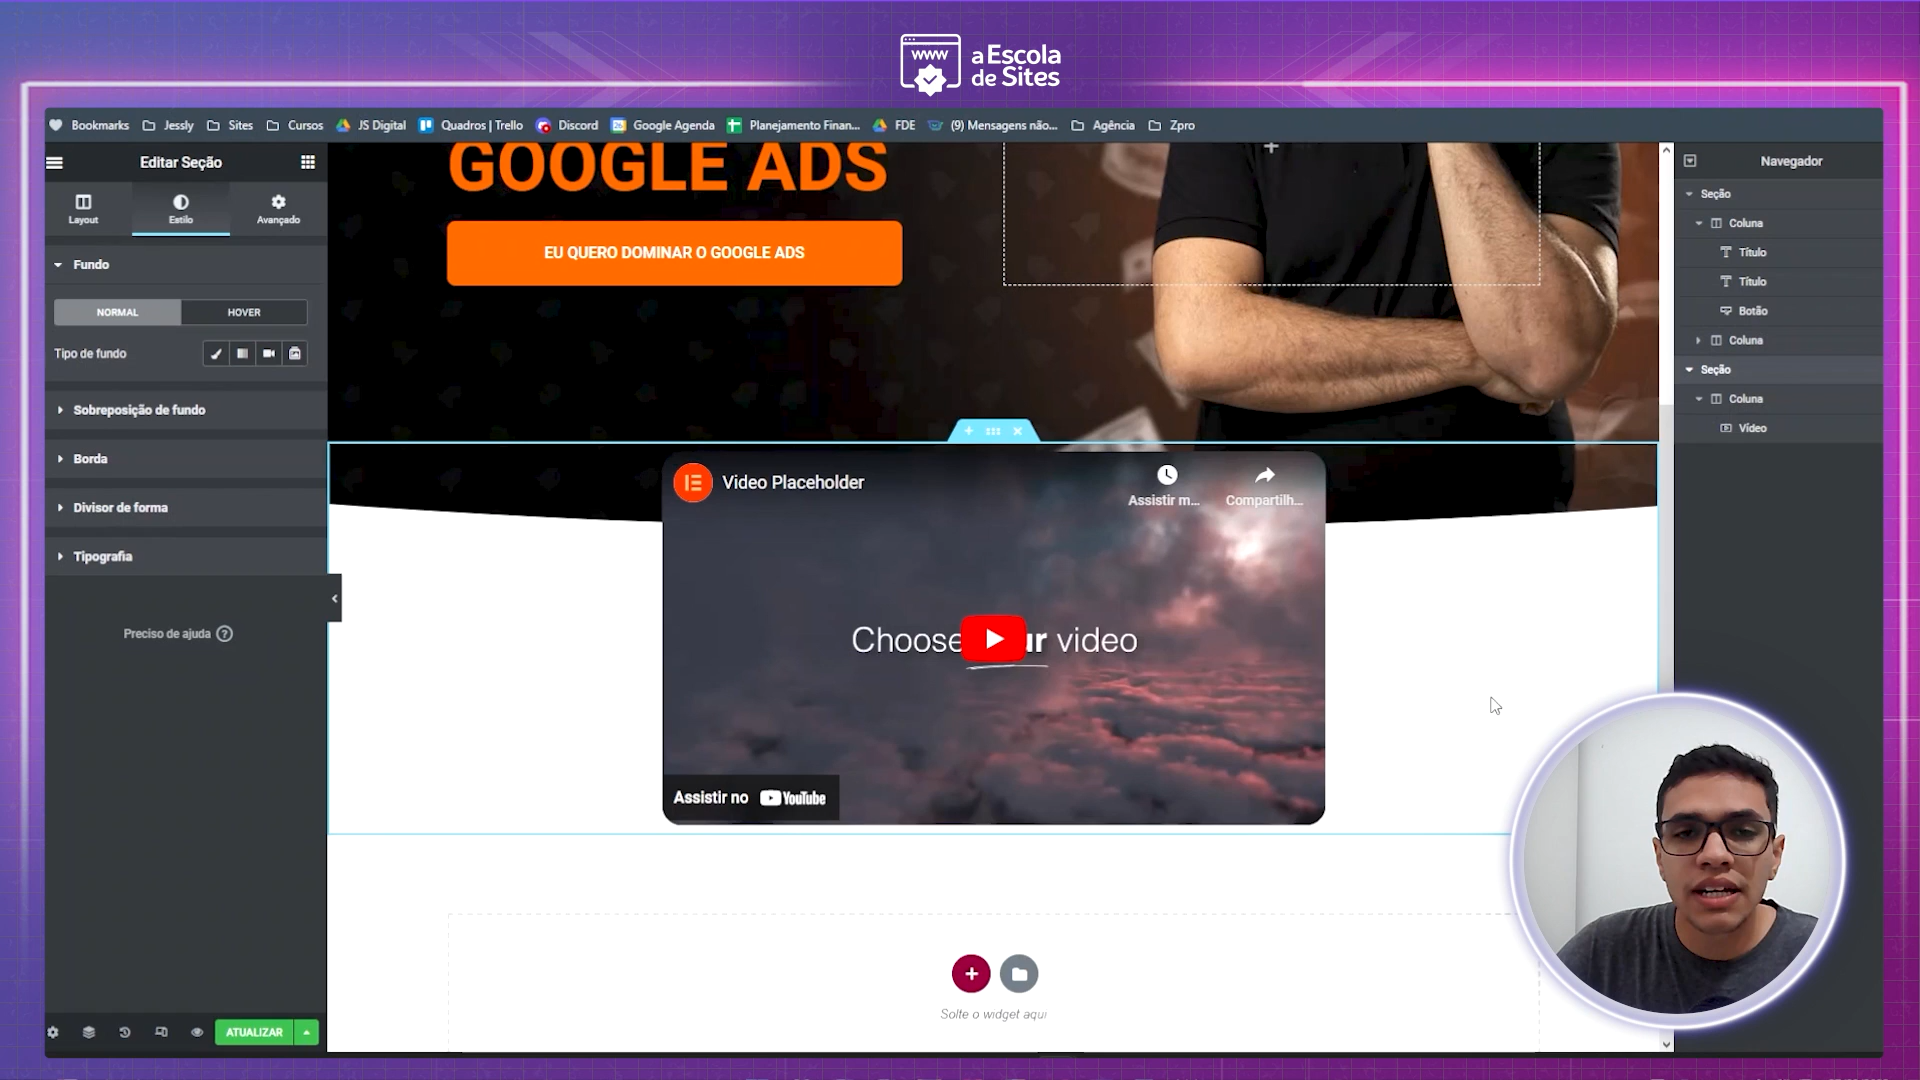 www
a Escola
de Sites
Bookmarks Jessly Sites Cursos JS Digital Quadros | Trello Discord Google Agenda Planejamento Finan... FDE (9) Mensagens não... Agência Zpro
Editar Seção
Layout Estilo Avançado
Fundo
NORMAL HOVER
Tipo de fundo
Sobreposição de fundo
Borda
Divisor de forma
Tipografia
Preciso de ajuda ?
ATUALIZAR
GOOGLE ADS
EU QUERO DOMINAR O GOOGLE ADS
Video Placeholder
Assistir m... Compartilh...
Choose ur video
Assistir no YouTube
Solte o widget aqui
Navegador
Seção
Coluna
Título
Título
Botão
Coluna
Seção
Coluna
Vídeo